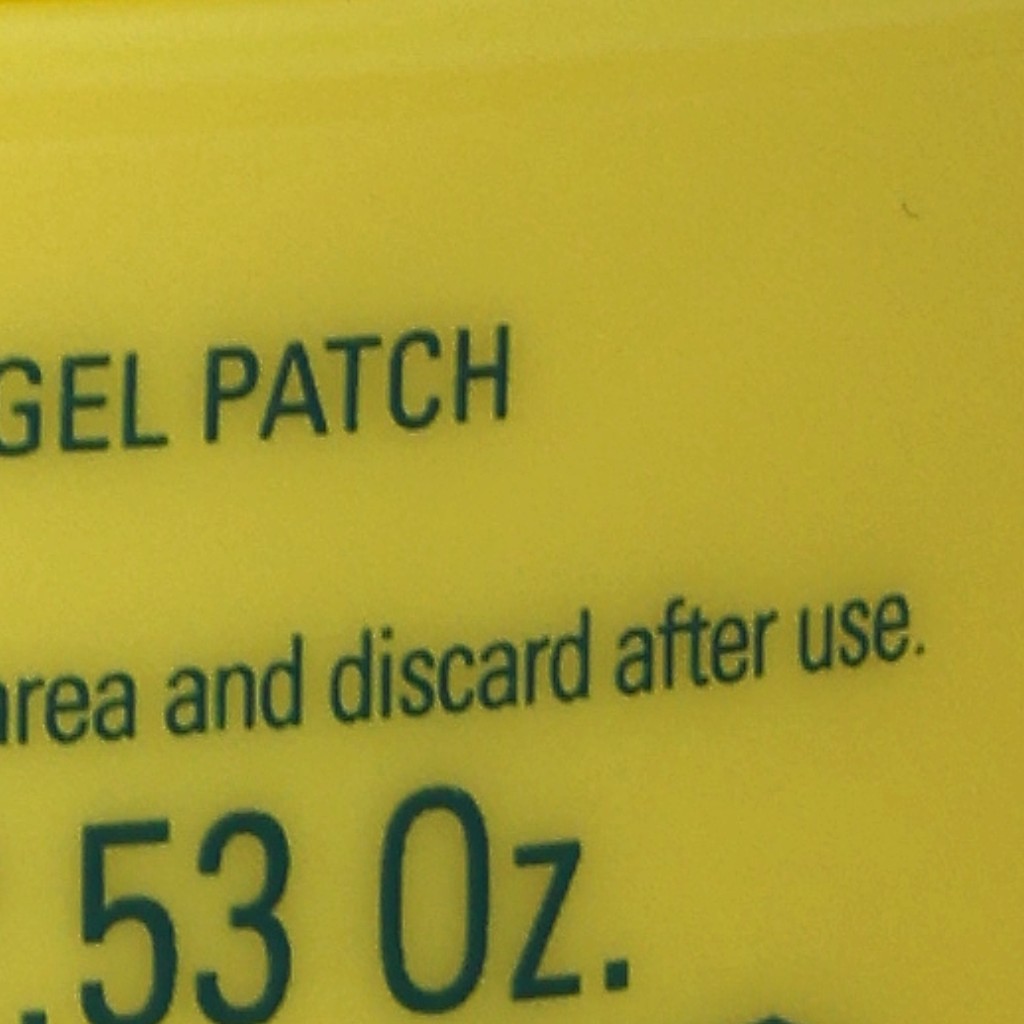 GEL PATCH
area and discard after use.
.53 Oz.